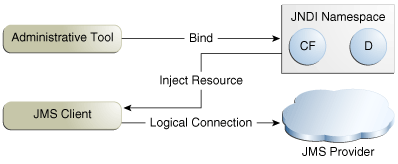 JNDI Namespace
Administrative Tool
Bind
CF
D
Inject Resource
JMS Client
Logical Connection
JMS Provider